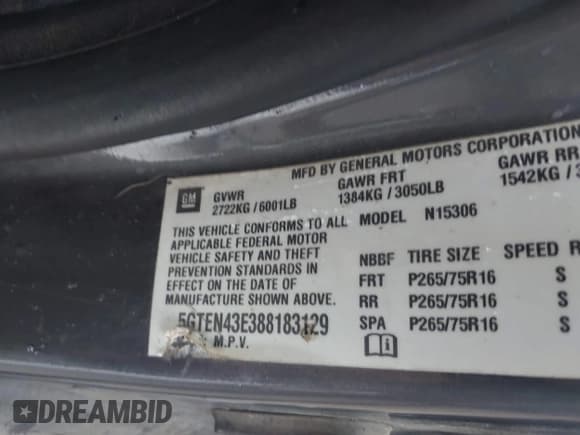 MFD BY GENERAL MOTORS CORPORATION
GM
GVWR GAWR FRT GAWR RR
2722KG / 6001LB 1384KG / 3050LB 1542KG /
THIS VEHICLE CONFORMS TO ALL
APPLICABLE FEDERAL MOTOR
VEHICLE SAFETY AND THEFT
PREVENTION STANDARDS IN
EFFECT ON THE DATE OF
MANUFACTURE SHOWN ABOVE.
5GTEN43E388183129
M.P.V.
MODEL N15306
NBBF TIRE SIZE SPEED R
FRT P265/75R16 S
RR P265/75R16 S
SPA P265/75R16 S
DREAMBID